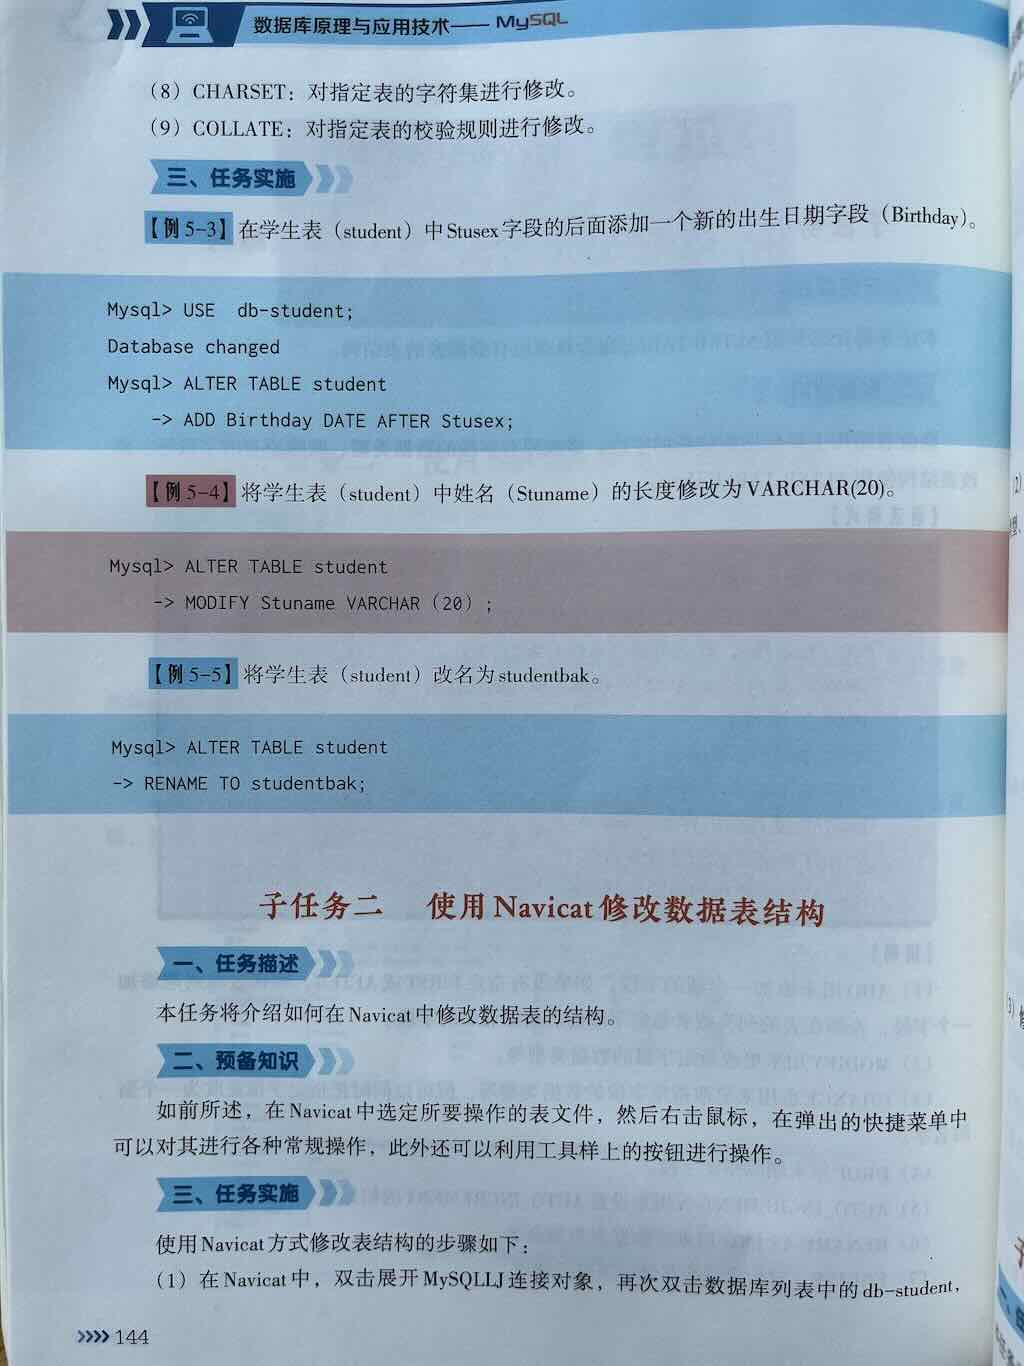 数据库原理与应用技术—— MySQL
（8）CHARSET：对指定表的字符集进行修改。
（9）COLLATE：对指定表的校验规则进行修改。
三、任务实施
【例 5-3】在学生表（student）中 Stusex 字段的后面添加一个新的出生日期字段（Birthday）。
Mysql> USE  db-student;
Database changed
Mysql> ALTER TABLE student
-> ADD Birthday DATE AFTER Stusex;
【例 5-4】将学生表（student）中姓名（Stuname）的长度修改为 VARCHAR(20)。
Mysql> ALTER TABLE student
-> MODIFY Stuname VARCHAR（20）;
【例 5-5】将学生表（student）改名为 studentbak。
Mysql> ALTER TABLE student
-> RENAME TO studentbak;
子任务二　使用 Navicat 修改数据表结构
一、任务描述
本任务将介绍如何在 Navicat 中修改数据表的结构。
二、预备知识
如前所述，在 Navicat 中选定所要操作的表文件，然后右击鼠标，在弹出的快捷菜单中
可以对其进行各种常规操作，此外还可以利用工具样上的按钮进行操作。
三、任务实施
使用 Navicat 方式修改表结构的步骤如下：
（1）在 Navicat 中，双击展开 MySQLLJ 连接对象，再次双击数据库列表中的 db-student，
>>>> 144